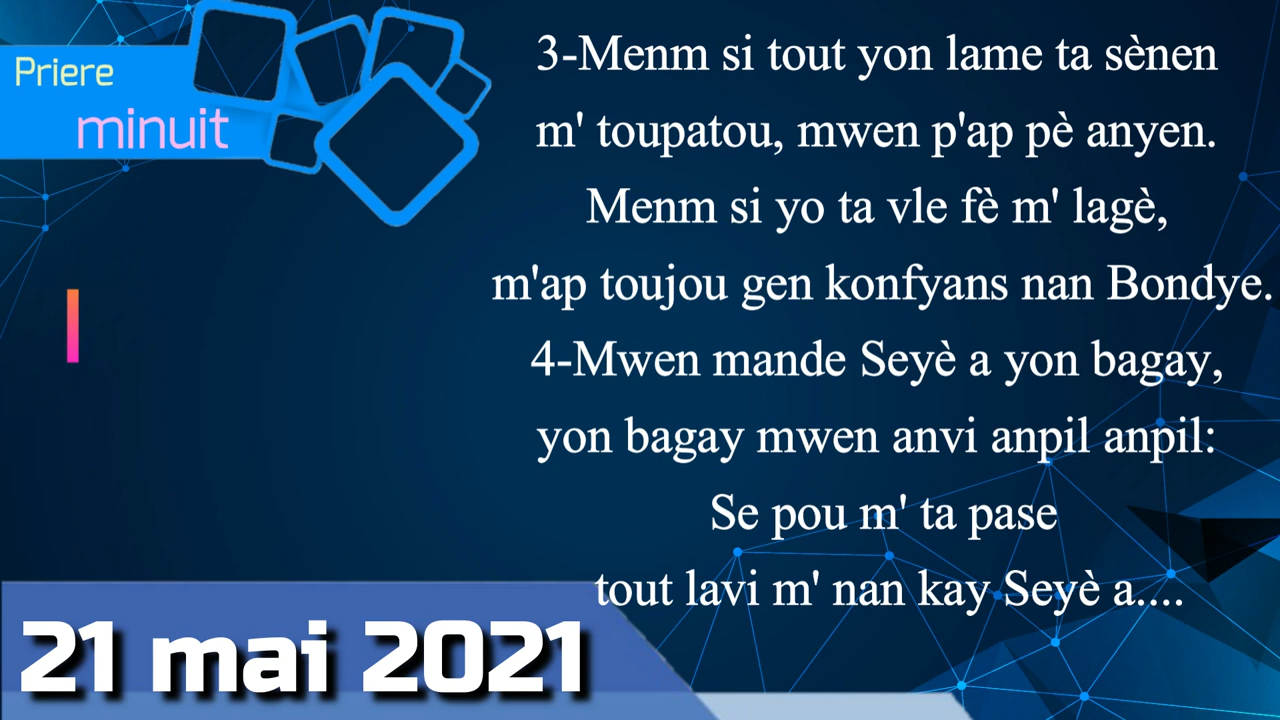 Priere
minuit
3-Menm si tout yon lame ta sènen
m' toupatou, mwen p'ap pè anyen.
Menm si yo ta vle fè m' lagè,
m'ap toujou gen konfyans nan Bondye.
4-Mwen mande Seyè a yon bagay,
yon bagay mwen anvi anpil anpil:
Se pou m' ta pase
tout lavi m' nan kay Seyè a....
21 mai 2021